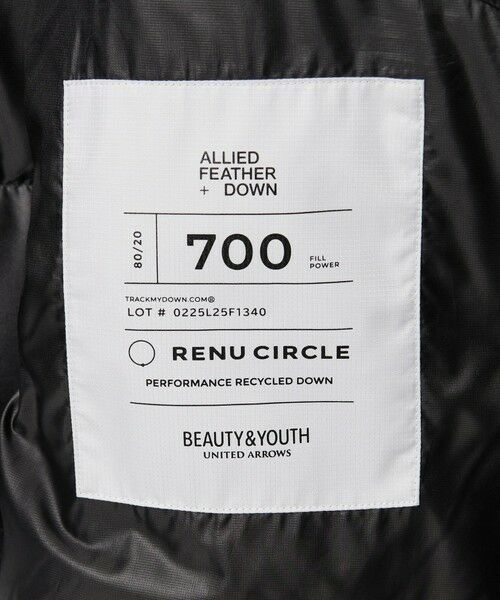 ALLIED
FEATHER
+ DOWN
80/20
700
FILL
POWER
TRACKMYDOWN.COM®
LOT # 0225L25F1340
RENU CIRCLE
PERFORMANCE RECYCLED DOWN
BEAUTY&YOUTH
UNITED ARROWS